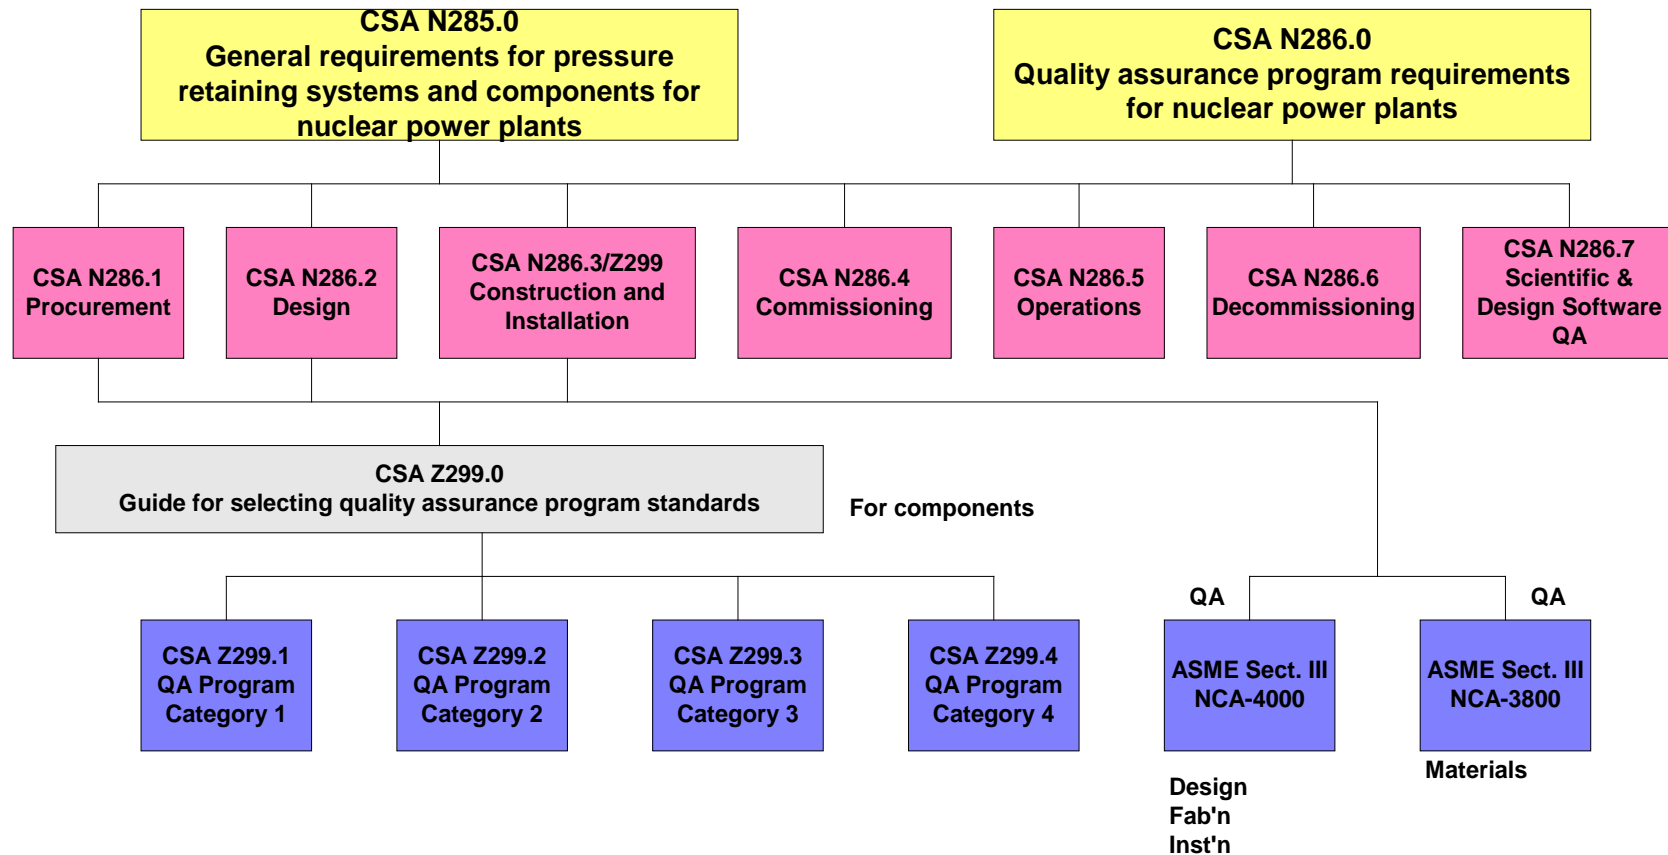 CSA N285.0
General requirements for pressure
retaining systems and components for
nuclear power plants
CSA N286.0
Quality assurance program requirements
for nuclear power plants
CSA N286.1
Procurement
CSA N286.2
Design
CSA N286.3/Z299
Construction and
Installation
CSA N286.4
Commissioning
CSA N286.5
Operations
CSA N286.6
Decommissioning
CSA N286.7
Scientific &
Design Software
QA
CSA Z299.0
Guide for selecting quality assurance program standards
For components
QA
QA
CSA Z299.1
QA Program
Category 1
CSA Z299.2
QA Program
Category 2
CSA Z299.3
QA Program
Category 3
CSA Z299.4
QA Program
Category 4
ASME Sect. III
NCA-4000
ASME Sect. III
NCA-3800
Design
Fab'n
Inst'n
Materials